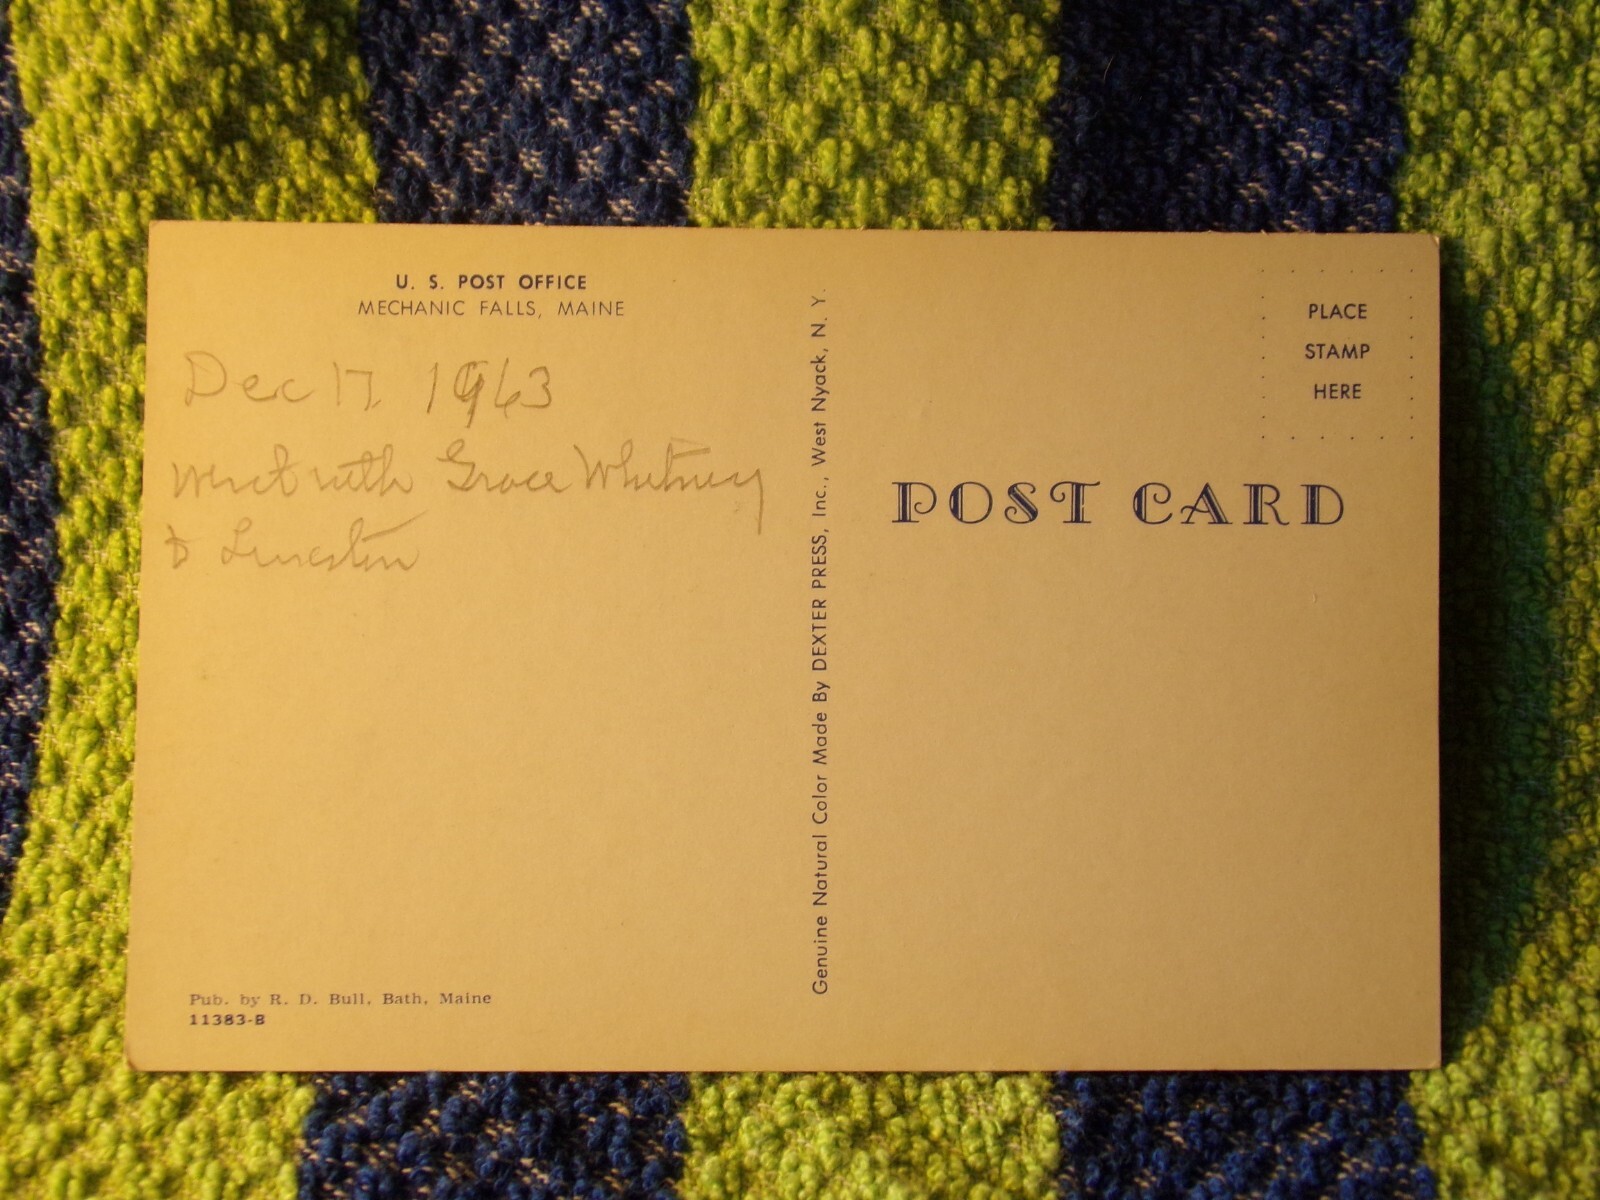 U. S. POST OFFICE
MECHANIC FALLS, MAINE
Dec 17, 1963
went with Grace Whitney
to Lewiston
Pub. by R. D. Bull, Bath, Maine
11383-B
Genuine Natural Color Made By DEXTER PRESS, Inc., West Nyack, N. Y.
PLACE
STAMP
HERE
POST CARD